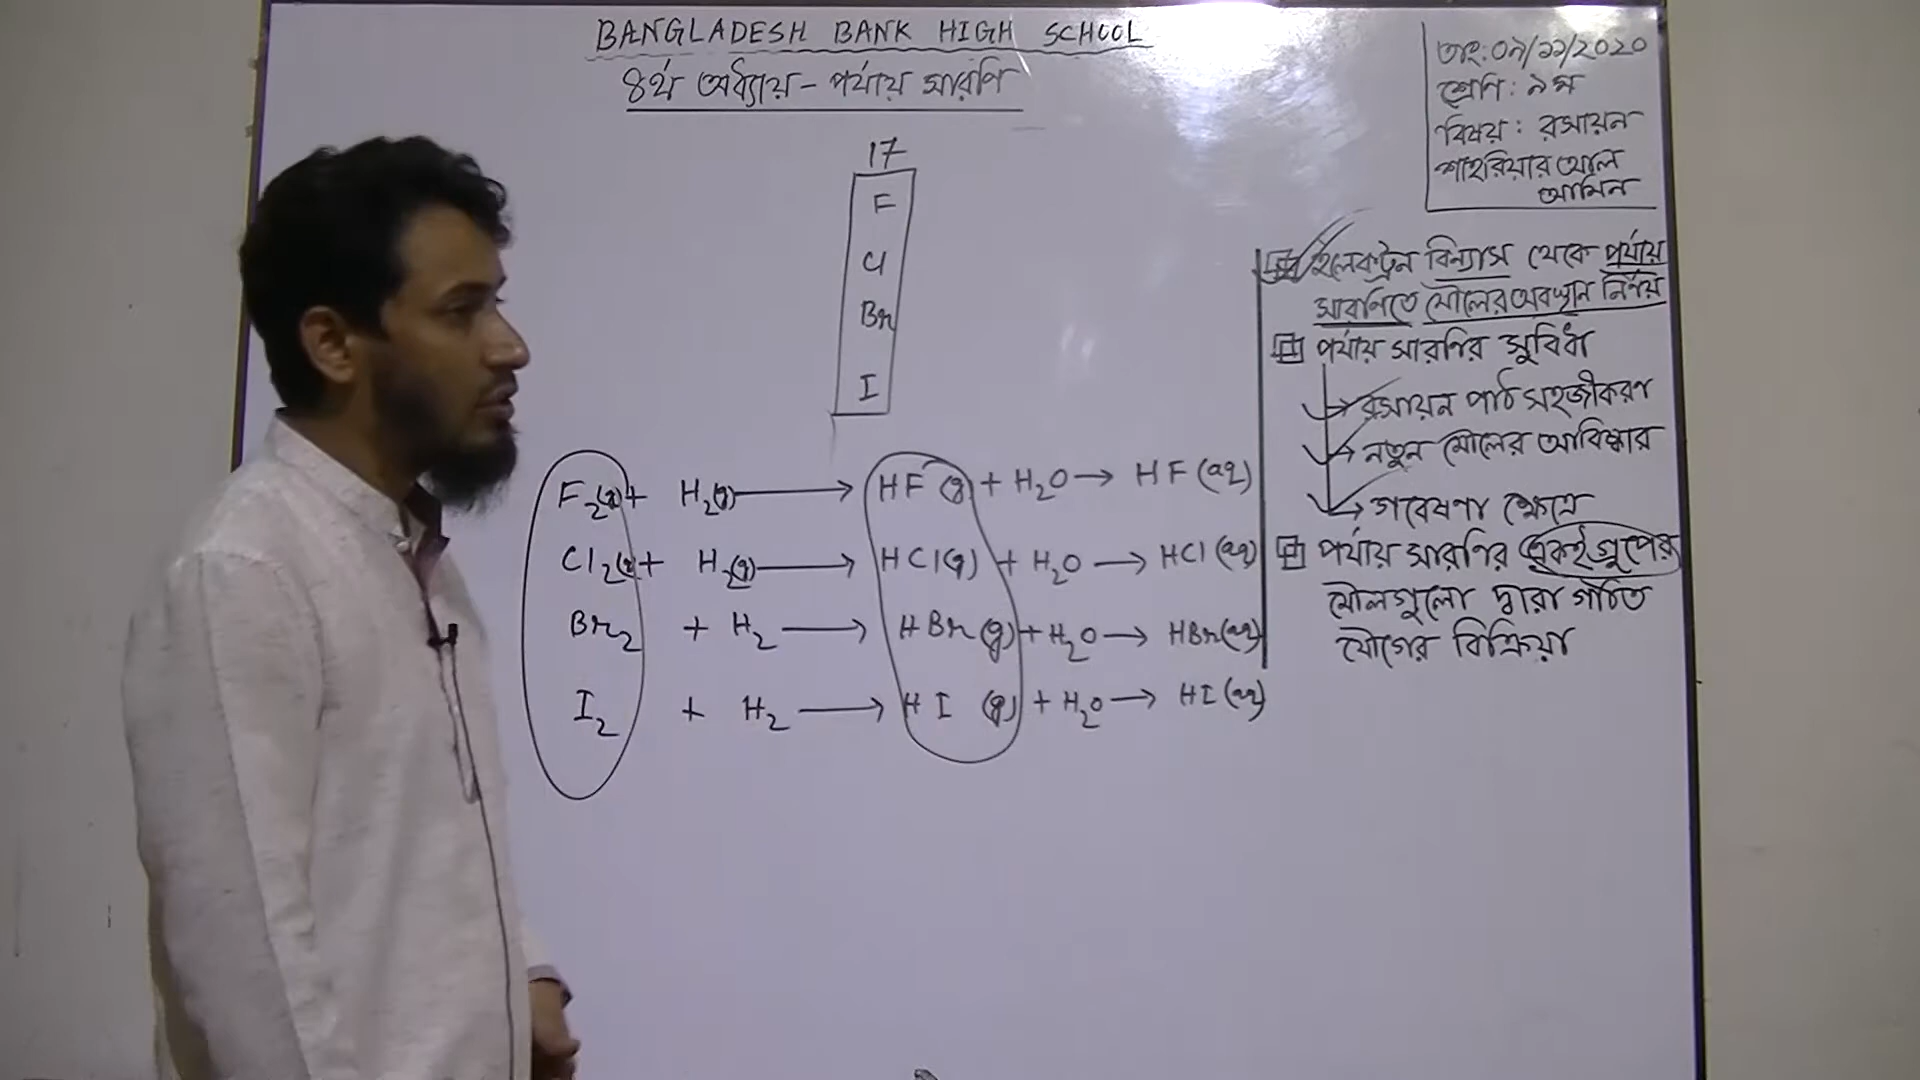 BANGLADESH BANK HIGH SCHOOL
৪র্থ অধ্যায় - পর্যায় সারণি
তাং: ০৯/১১/২০২০
শ্রেণি: ৯ম
বিষয়: রসায়ন
শাহরিয়ার আল
আমিন
17
F
Cl
Br
I
F₂(g) + H₂(g) ⟶ HF (g) + H₂O → HF (aq)
Cl₂(g) + H₂(g) ⟶ HCl(g) + H₂O → HCl (aq)
Br₂ + H₂ ⟶ HBr(g) + H₂O → HBr(aq)
I₂ + H₂ ⟶ HI (g) + H₂O → HI (aq)
ইলেকট্রন বিন্যাস থেকে পর্যায়
সারণিতে মৌলের অবস্থান নির্ণয়
পর্যায় সারণির সুবিধা
→ রসায়ন পাঠ সহজীকরণ
→ নতুন মৌলের আবিষ্কার
→ গবেষণা ক্ষেত্রে
পর্যায় সারণির একই গ্রুপের
মৌলগুলো দ্বারা গঠিত
যৌগের বিক্রিয়া